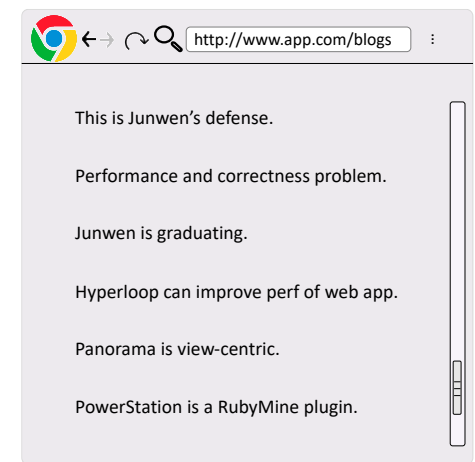 http://www.app.com/blogs
This is Junwen’s defense.
Performance and correctness problem.
Junwen is graduating.
Hyperloop can improve perf of web app.
Panorama is view-centric.
PowerStation is a RubyMine plugin.